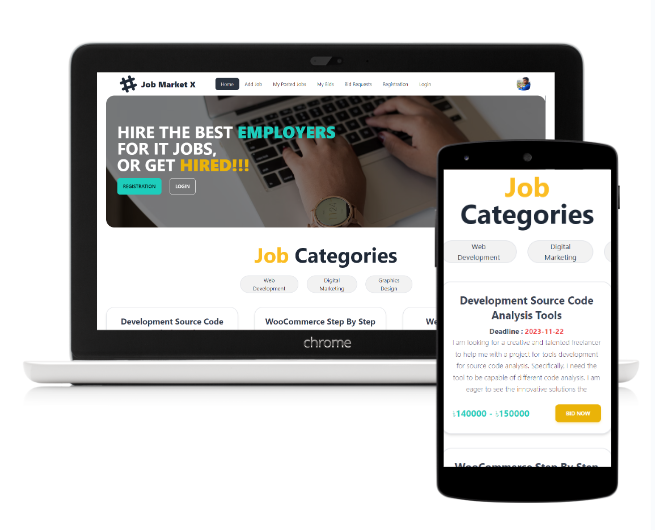 Job Market X
Home Add Job My Posted Jobs My Bids Bid Requests Registration Login
HIRE THE BEST EMPLOYERS
FOR IT JOBS,
OR GET HIRED!!!
REGISTRATION LOGIN
Job Categories
Web
Development
Digital
Marketing
Graphics
Design
Development Source Code
WooCommerce Step By Step
We
chrome
Job
Categories
Web
Development
Digital
Marketing
Development Source Code
Analysis Tools
Deadline : 2023-11-22
I am looking for a creative and talented freelancer
to help me with a project for tools development
for source code analysis. Specifically, I need the
tool to be capable of different code analysis. I am
eager to see the innovative solutions the
$140000 - $150000
BID NOW
WooCommerce Step By Step